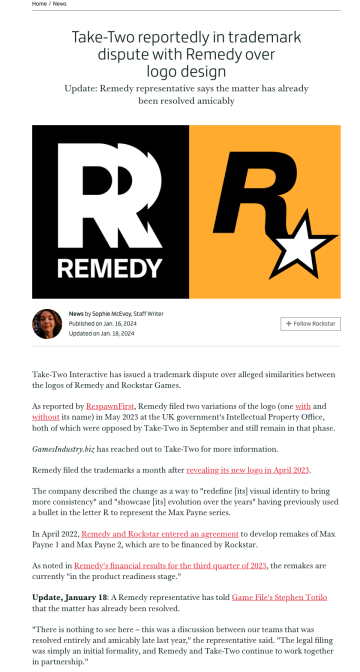 Home / News
Take-Two reportedly in trademark
dispute with Remedy over
logo design
Update: Remedy representative says the matter has already
been resolved amicably
R
REMEDY
R
News by Sophie McEvoy, Staff Writer
Published on Jan. 16, 2024
Updated on Jan. 18, 2024
+ Follow Rockstar
Take-Two Interactive has issued a trademark dispute over alleged similarities between
the logos of Remedy and Rockstar Games.
As reported by RespawnFirst, Remedy filed two variations of the logo (one with and
without its name) in May 2023 at the UK government's Intellectual Property Office,
both of which were opposed by Take-Two in September and still remain in that phase.
GamesIndustry.biz has reached out to Take-Two for more information.
Remedy filed the trademarks a month after revealing its new logo in April 2023.
The company described the change as a way to "redefine [its] visual identity to bring
more consistency" and "showcase [its] evolution over the years" having previously used
a bullet in the letter R to represent the Max Payne series.
In April 2022, Remedy and Rockstar entered an agreement to develop remakes of Max
Payne 1 and Max Payne 2, which are to be financed by Rockstar.
As noted in Remedy's financial results for the third quarter of 2023, the remakes are
currently "in the product readiness stage."
Update, January 18: A Remedy representative has told Game File's Stephen Totilo
that the matter has already been resolved.
"There is nothing to see here – this was a discussion between our teams that was
resolved entirely and amicably late last year," the representative said. "The legal filing
was simply an initial formality, and Remedy and Take-Two continue to work together
in partnership."